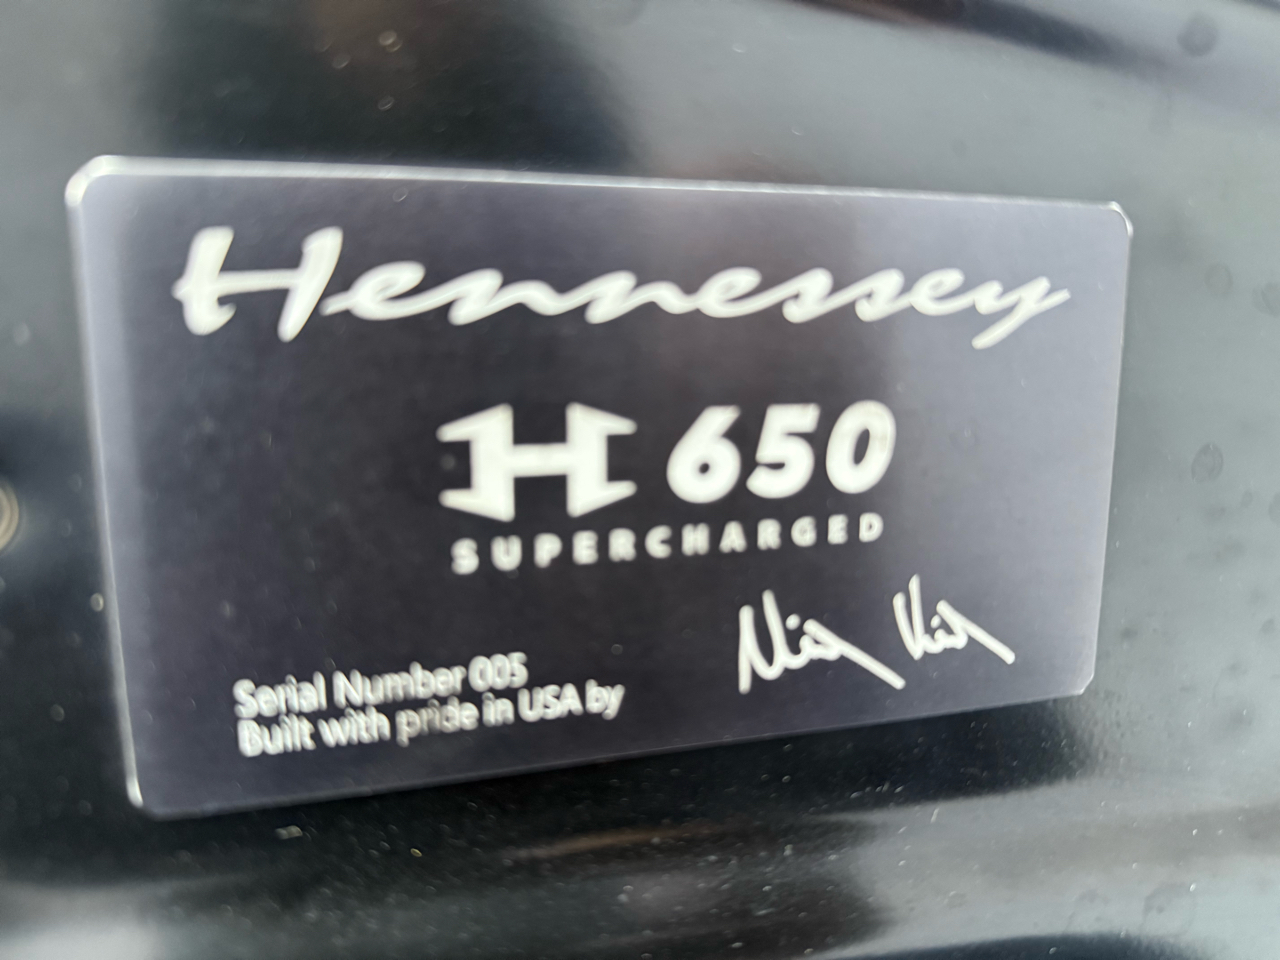 Hennessey
H 650
SUPERCHARGED
Serial Number 005
Built with pride in USA by